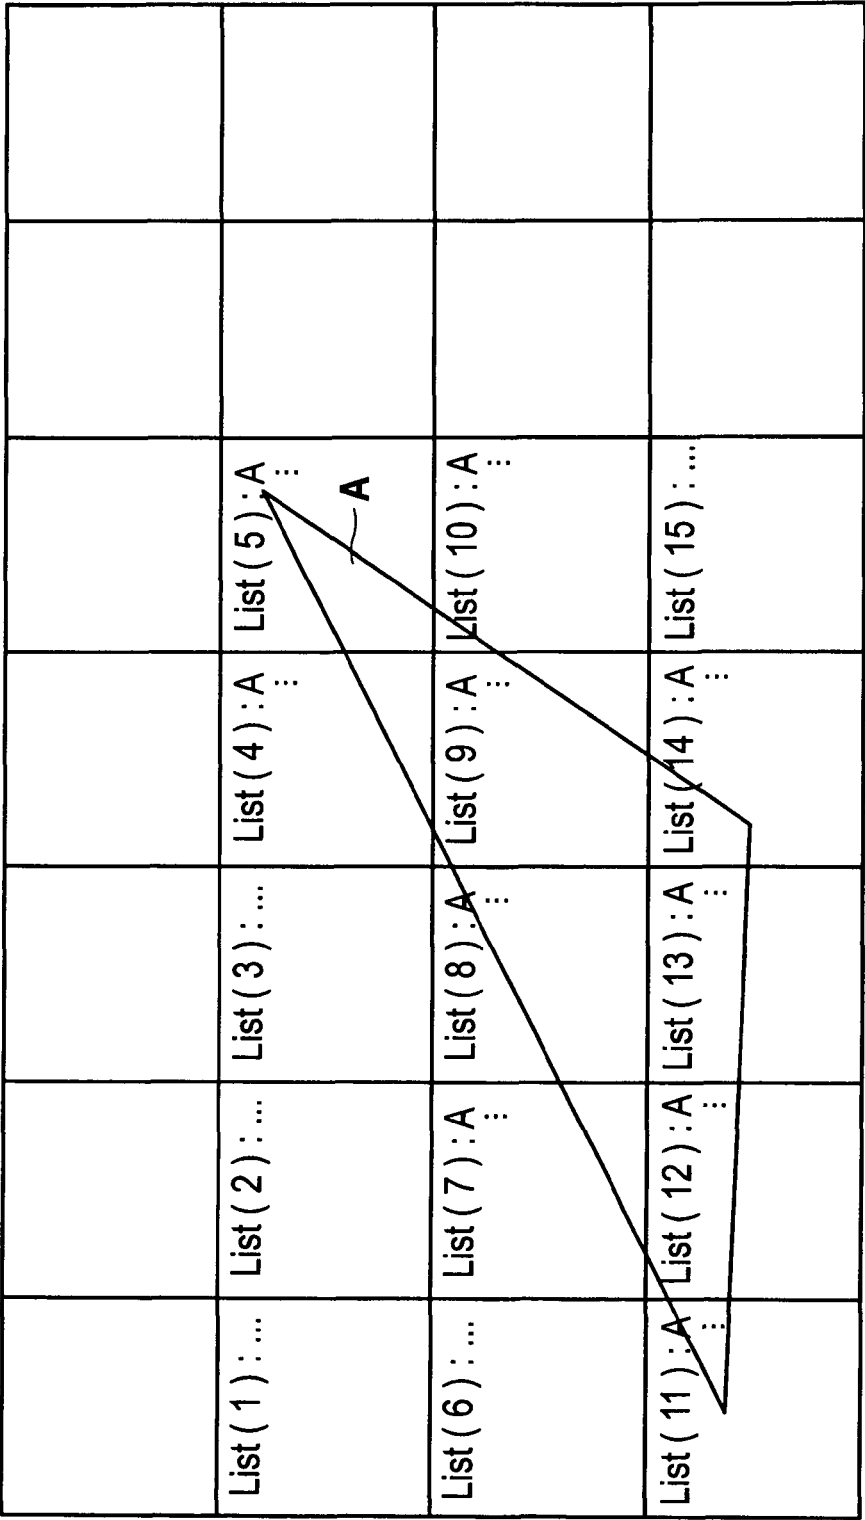 List ( 1 ) : ...
List ( 2 ) : ...
List ( 3 ) : ...
List ( 4 ) : A
⋮
List ( 5 ) : A
⋮
A
List ( 6 ) : ...
List ( 7 ) : A
⋮
List ( 8 ) : A
⋮
List ( 9 ) : A
⋮
List ( 10 ) : A
⋮
List ( 11 ) : A
⋮
List ( 12 ) : A
⋮
List ( 13 ) : A
⋮
List ( 14 ) : A
⋮
List ( 15 ) : ...